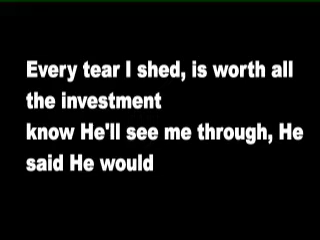 Every tear I shed, is worth all
the investment
know He'll see me through, He
said He would